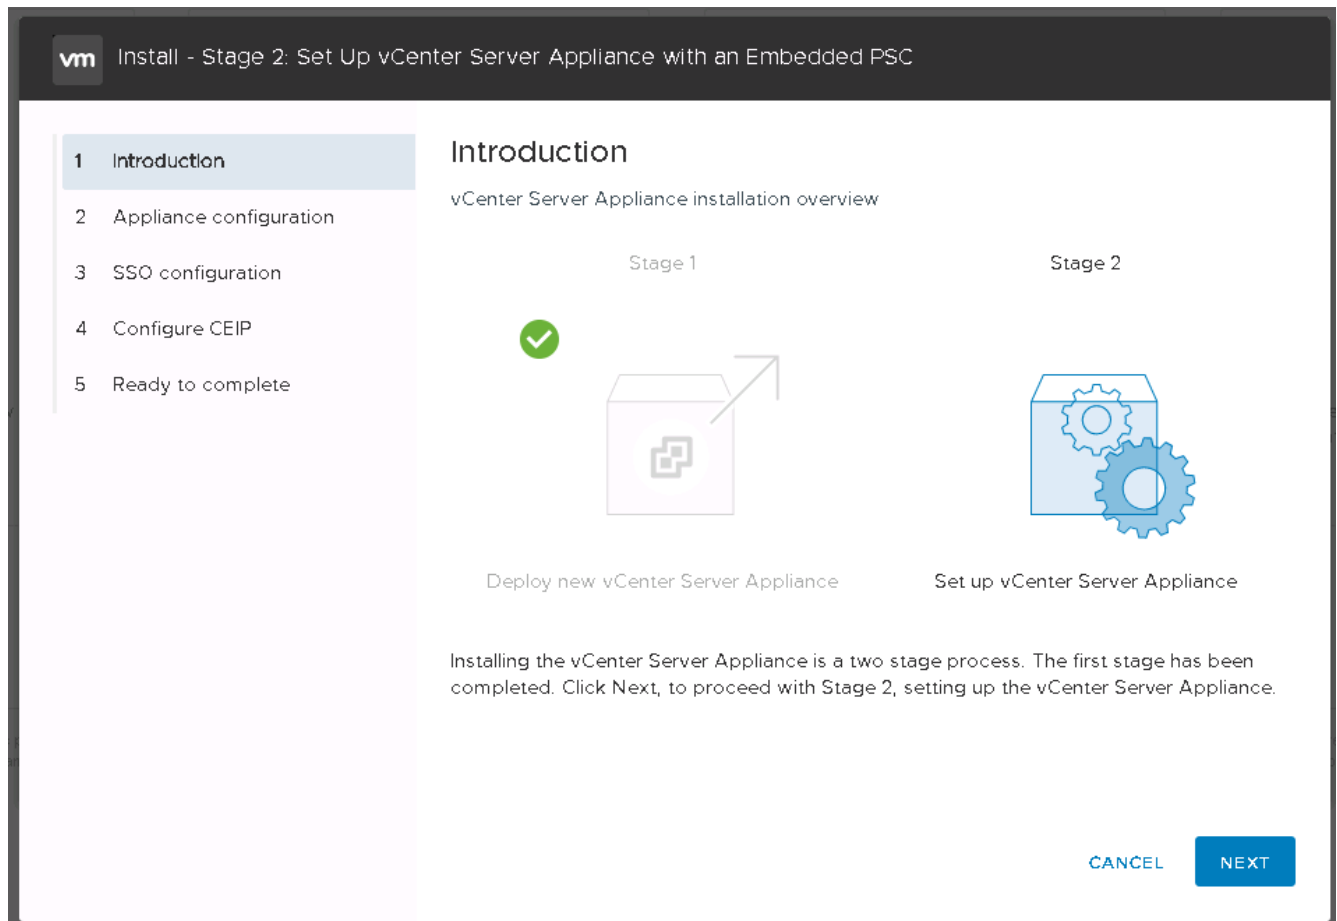 vm Install - Stage 2: Set Up vCenter Server Appliance with an Embedded PSC
1 Introduction
2 Appliance configuration
3 SSO configuration
4 Configure CEIP
5 Ready to complete
Introduction
vCenter Server Appliance installation overview
Stage 1
Stage 2
Deploy new vCenter Server Appliance
Set up vCenter Server Appliance
Installing the vCenter Server Appliance is a two stage process. The first stage has been
completed. Click Next, to proceed with Stage 2, setting up the vCenter Server Appliance.
CANCEL
NEXT